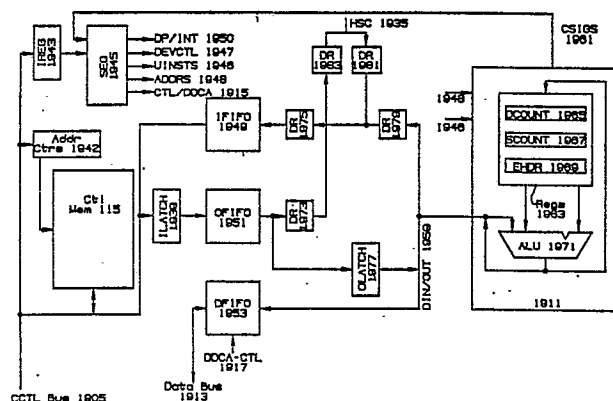 HSC 1935
CSIGS
1961
IREG
1943
SEQ
1945
DP/INT 1950
DEVCTL 1947
UINSTS 1946
ADDRS 1948
CTL/DDCA 1915
DR
1983
DR
1981
1948
1946
DCOUNT 1965
SCOUNT 1967
EHDR 1969
Regs
1963
ALU 1971
1911
IFIFO
1949
DR
1975
DR
1979
Addr
Ctrs 1942
Ctl
Mem 115
ILATCH
1939
OFIFO
1951
DR
1973
OLATCH
1977
DIN/OUT 1959
DFIFO
1953
DDCA-CTL
1917
Data Bus
1913
CCTL Bus 1905